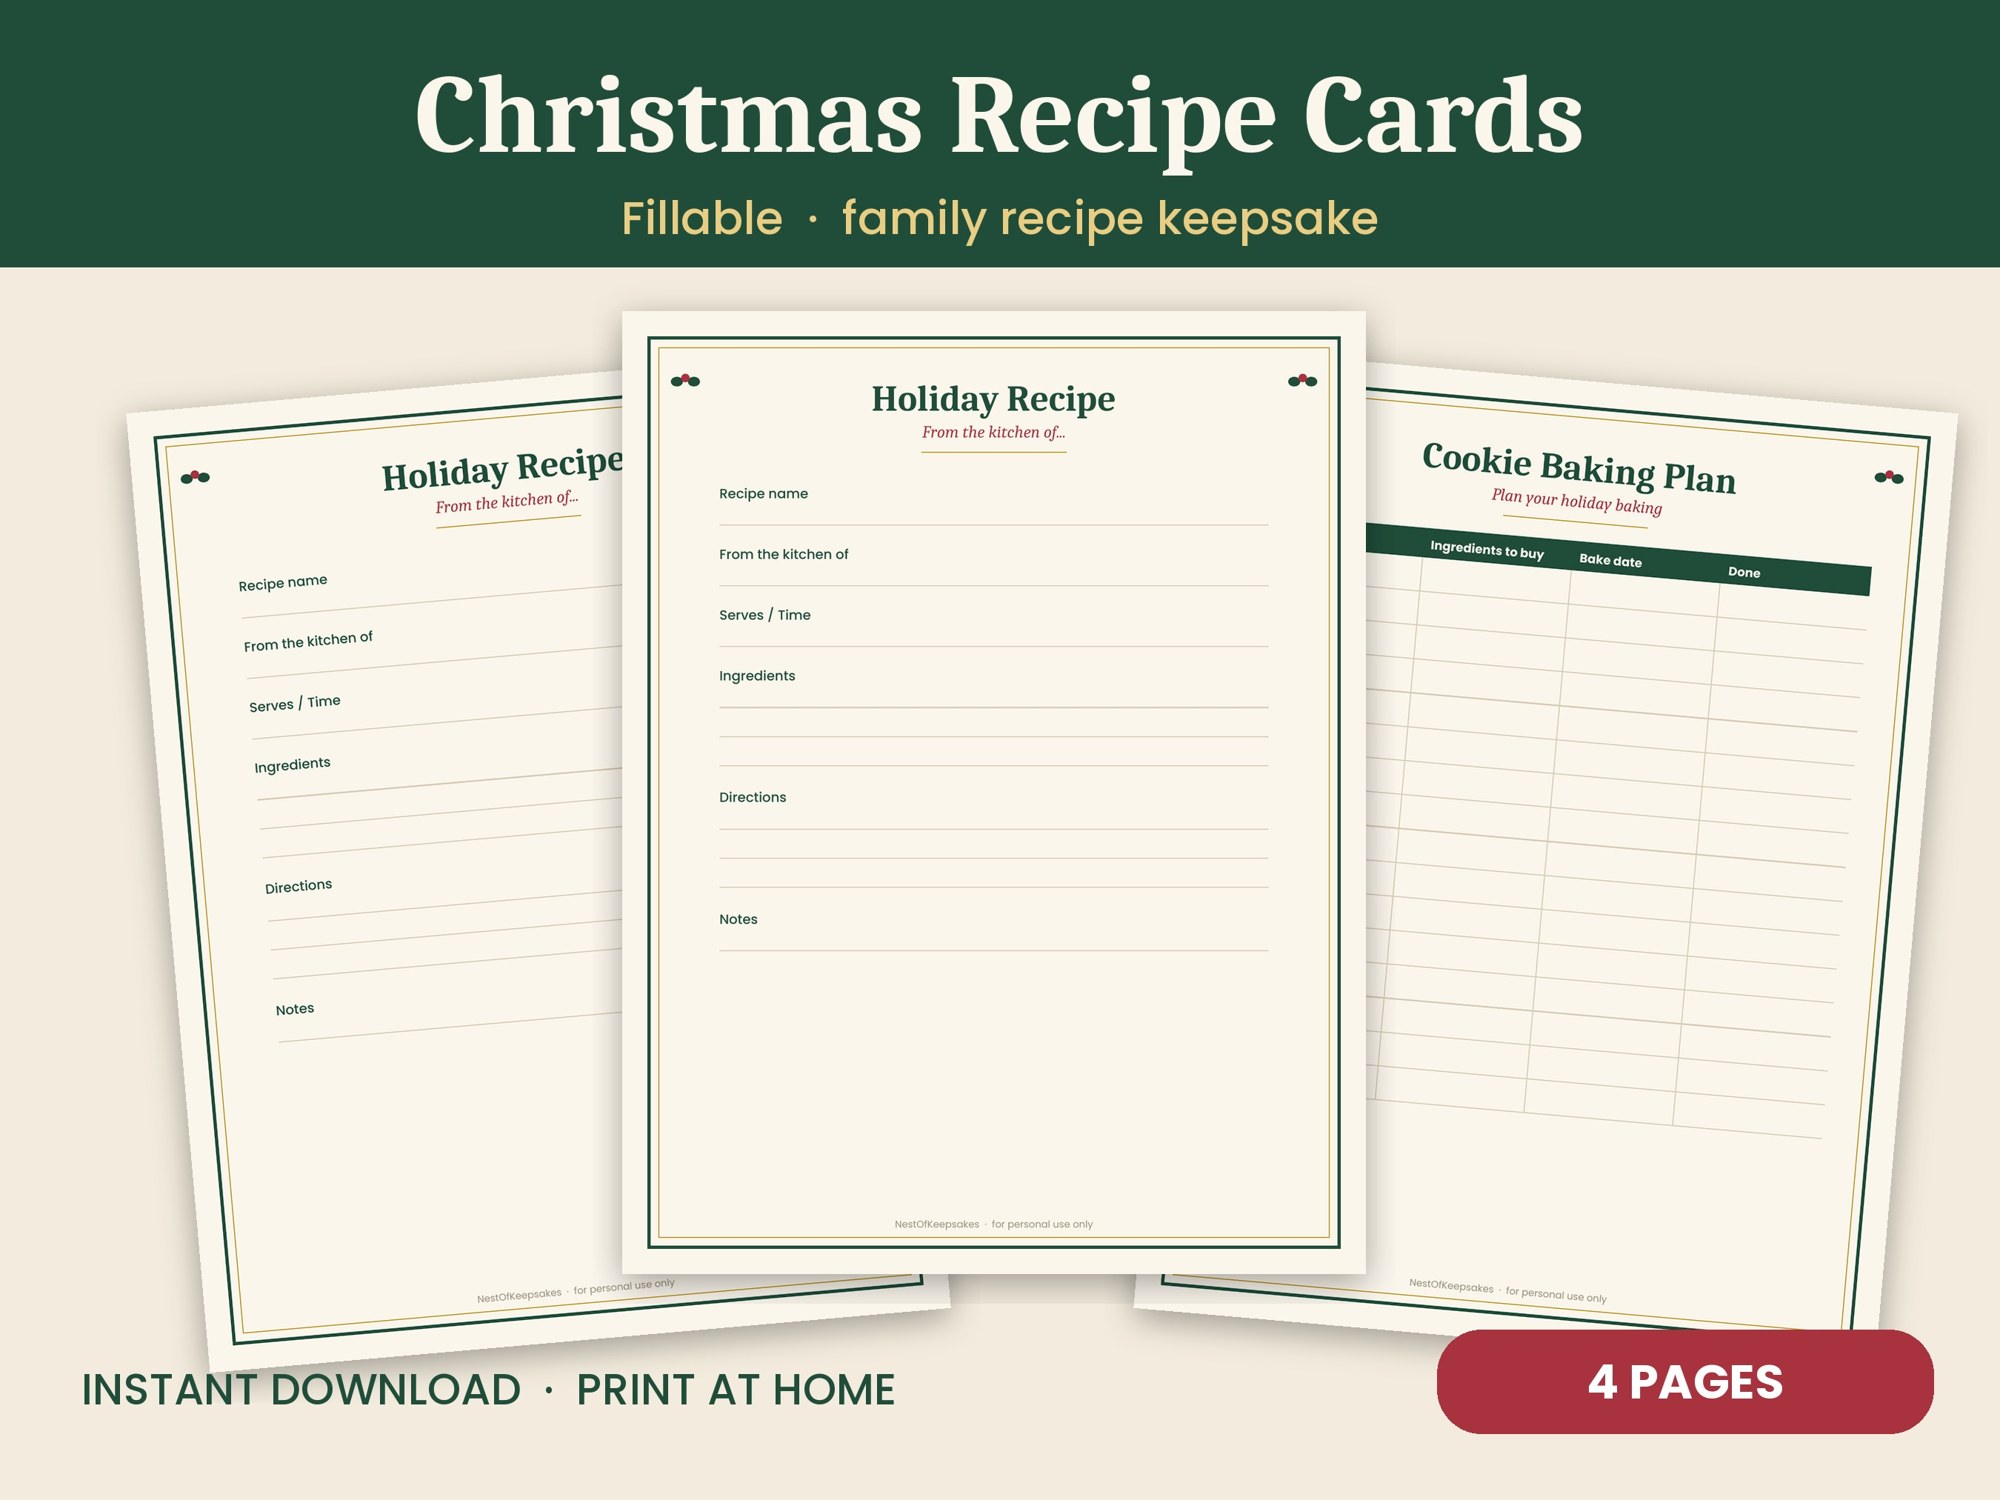 Christmas Recipe Cards
Fillable · family recipe keepsake
Holiday Recipe
From the kitchen of...
Recipe name
From the kitchen of
Serves / Time
Ingredients
Directions
Notes
NestOfKeepsakes · for personal use only
Holiday Recipe
From the kitchen of...
Recipe name
From the kitchen of
Serves / Time
Ingredients
Directions
Notes
NestOfKeepsakes · for personal use only
Cookie Baking Plan
Plan your holiday baking
Ingredients to buy Bake date Done
NestOfKeepsakes · for personal use only
INSTANT DOWNLOAD · PRINT AT HOME
4 PAGES